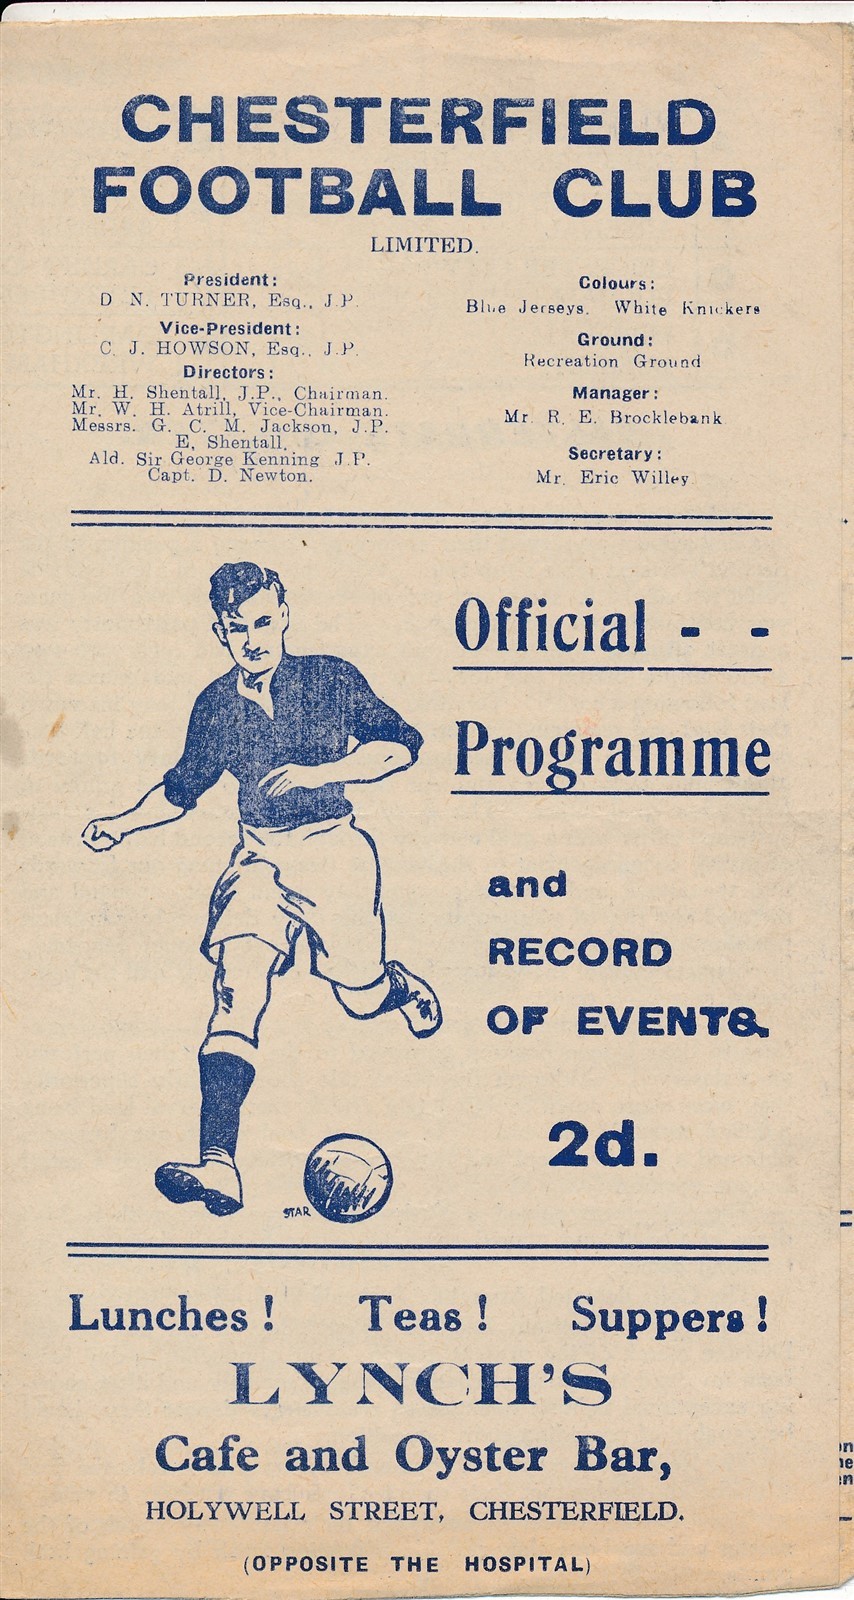 CHESTERFIELD
FOOTBALL CLUB
LIMITED.
President:
D N. TURNER, Esq., J.P.
Vice-President:
C. J. HOWSON, Esq., J.P.
Directors:
Mr. H. Shentall, J.P., Chairman.
Mr. W. H. Atrill, Vice-Chairman.
Messrs. G. C. M. Jackson, J.P.
E. Shentall,
Ald. Sir George Kenning J.P.
Capt. D. Newton.
Colours:
Blue Jerseys. White Knickers
Ground:
Recreation Ground
Manager:
Mr. R. E. Brocklebank
Secretary:
Mr. Eric Willey
Official - -
Programme
and
RECORD
OF EVENTS.
2d.
STAR
Lunches! Teas! Suppers!
LYNCH'S
Cafe and Oyster Bar,
HOLYWELL STREET, CHESTERFIELD.
(OPPOSITE THE HOSPITAL)